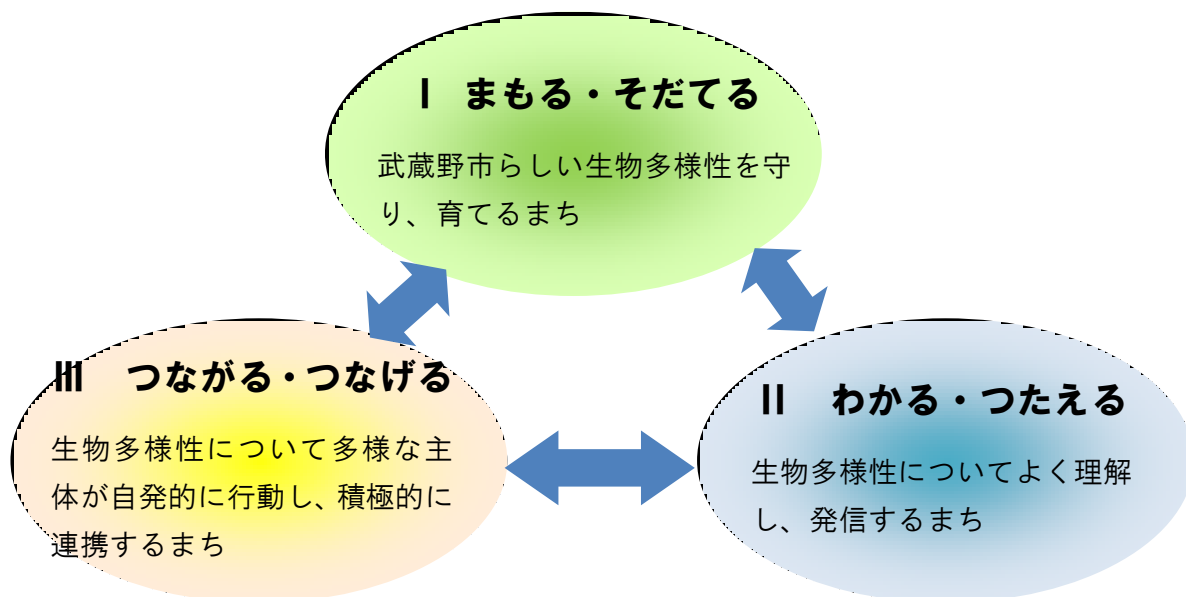 Ⅰ まもる・そだてる
武蔵野市らしい生物多様性を守
り、育てるまち
Ⅲ つながる・つなげる
生物多様性について多様な主
体が自発的に行動し、積極的に
連携するまち
Ⅱ わかる・つたえる
生物多様性についてよく理解
し、発信するまち